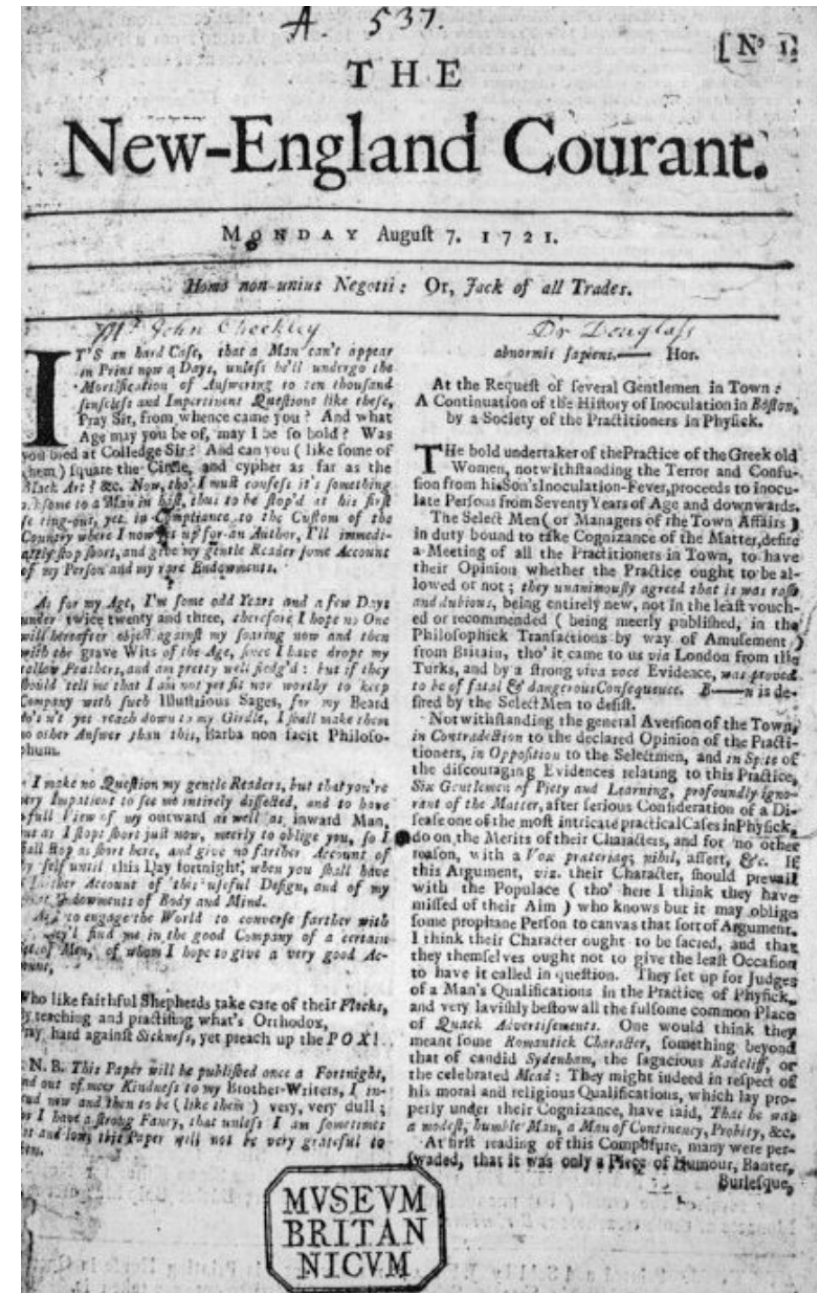 A. 537.
[ Nº 1.
THE
New-England Courant.
MONDAY Auguſt 7. 1721.
Homo non unius Negotii: Or, Jack of all Trades.
Mr. John Checkley
IT'S an hard Caſe, that a Man can't appear
in Print now a Days, unleſs he'll undergo the
Mortification of Anſwering to ten thouſand
ſenſeleſs and Impertinent Queſtions like theſe,
Pray Sir, from whence came you? And what
Age may you be of, may I be ſo bold? Was
you bred at Colledge Sir? And can you (like ſome of
them) ſquare the Circle, and cypher as far as the
Black Art? &c. Now, tho' I muſt confeſs it's ſomething
to a Man in haſt, thus to be ſtop'd at his firſt
ſetting-out, yet in Compliance to the Cuſtom of the
Country where I now ſet up for an Author, I'll immedi-
ately ſtop ſhort, and give my gentle Reader ſome Account
of my Perſon and my rare Endowments.
As for my Age, I'm ſome odd Years and a few Days
under twice twenty and three, therefore I hope no One
will hereafter object againſt my ſoaring now and then
with the grave Wits of the Age, ſince I have dropt my
callow Feathers, and am pretty well fledg'd: but if they
ſhould tell me that I am not yet fit nor worthy to keep
Company with ſuch Illuſtrious Sages, for my Beard
do's n't yet reach down to my Girdle, I ſhall make them
no other Anſwer than this, Barba non facit Philoſo-
phum.
I make no Queſtion my gentle Readers, but that you're
very Impatient to ſee me intirely diſſected, and to have
a full View of my outward as well as inward Man,
but as I ſtopt ſhort juſt now, meerly to oblige you, ſo I
ſhall ſtop as ſhort here, and give no farther Account of
my ſelf until this Day fortnight, when you ſhall have
farther Account of this uſeful Deſign, and of my
Endowments of Body and Mind.
to engage the World to converſe farther with
they'l find me in the good Company of a certain
Set of Men, of whom I hope to give a very good Ac-
count,
Who like faithful Shepherds take care of their Flocks,
By teaching and practiſing what's Orthodox,
Pray hard againſt Sickneſs, yet preach up the POX!
N. B. This Paper will be publiſhed once a Fortnight,
and out of meer Kindneſs to my Brother-Writers, I in-
tend now and then to be (like them) very, very dull;
for I have a ſtrong Fancy, that unleſs I am ſometimes
flat and low, this Paper will not be very grateful to
them.
Dr Douglaſs
abnormis ſapiens.—— Hor.
At the Requeſt of ſeveral Gentlemen in Town:
A Continuation of the Hiſtory of Inoculation in Boſton,
by a Society of the Practitioners in Phyſick.
THe bold undertaker of the Practice of the Greek old
Women, notwithſtanding the Terror and Confu-
ſion from his Son's Inoculation-Fever, proceeds to inocu-
late Perſons from Seventy Years of Age and downwards.
The Select Men (or Managers of the Town Affairs)
in duty bound to take Cognizance of the Matter, deſire
a Meeting of all the Practitioners in Town, to have
their Opinion whether the Practice ought to be al-
lowed or not; they unanimouſly agreed that it was raſh
and dubious, being entirely new, not in the leaſt vouch-
ed or recommended (being meerly publiſhed, in the
Philoſophick Tranſactions by way of Amuſement)
from Britain, tho' it came to us via London from the
Turks, and by a ſtrong viva voce Evidence, was proved
to be of fatal & dangerous Conſequence. B——n is de-
ſired by the Select Men to deſiſt.
Notwithſtanding the general Averſion of the Town,
in Contradection to the declared Opinion of the Practi-
tioners, in Oppoſition to the Selectmen, and in Spite of
the diſcouraging Evidences relating to this Practice,
Six Gentlemen of Piety and Learning, profoundly igno-
rant of the Matter, after ſerious Conſideration of a Di-
ſeaſe one of the moſt intricate practical Caſes in Phyſick,
do on the Merits of their Characters, and for no other
reaſon, with a Vox præteriaq; nihil, aſſert, &c. If
this Argument, viz. their Character, ſhould prevail
with the Populace (tho' here I think they have
miſſed of their Aim) who knows but it may oblige
ſome prophane Perſon to canvas that ſort of Argument.
I think their Character ought to be ſacred, and that
they themſelves ought not to give the leaſt Occaſion
to have it called in queſtion. They ſet up for Judges
of a Man's Qualifications in the Practice of Phyſick,
and very laviſhly beſtow all the fulſome common Place
of Quack Advertiſements. One would think they
meant ſome Romantick Character, ſomething beyond
that of candid Sydenham, the ſagacious Radcliff, or
the celebrated Mead: They might indeed in reſpect of
his moral and religious Qualifications, which lay pro-
perly under their Cognizance, have ſaid, That he was
a modeſt, humble Man, a Man of Continency, Probity, &c.
At firſt reading of this Compoſure, many were per-
ſwaded, that it was only a Piece of Humour, Banter,
Burleſque,
MVSEVM
BRITAN
NICVM